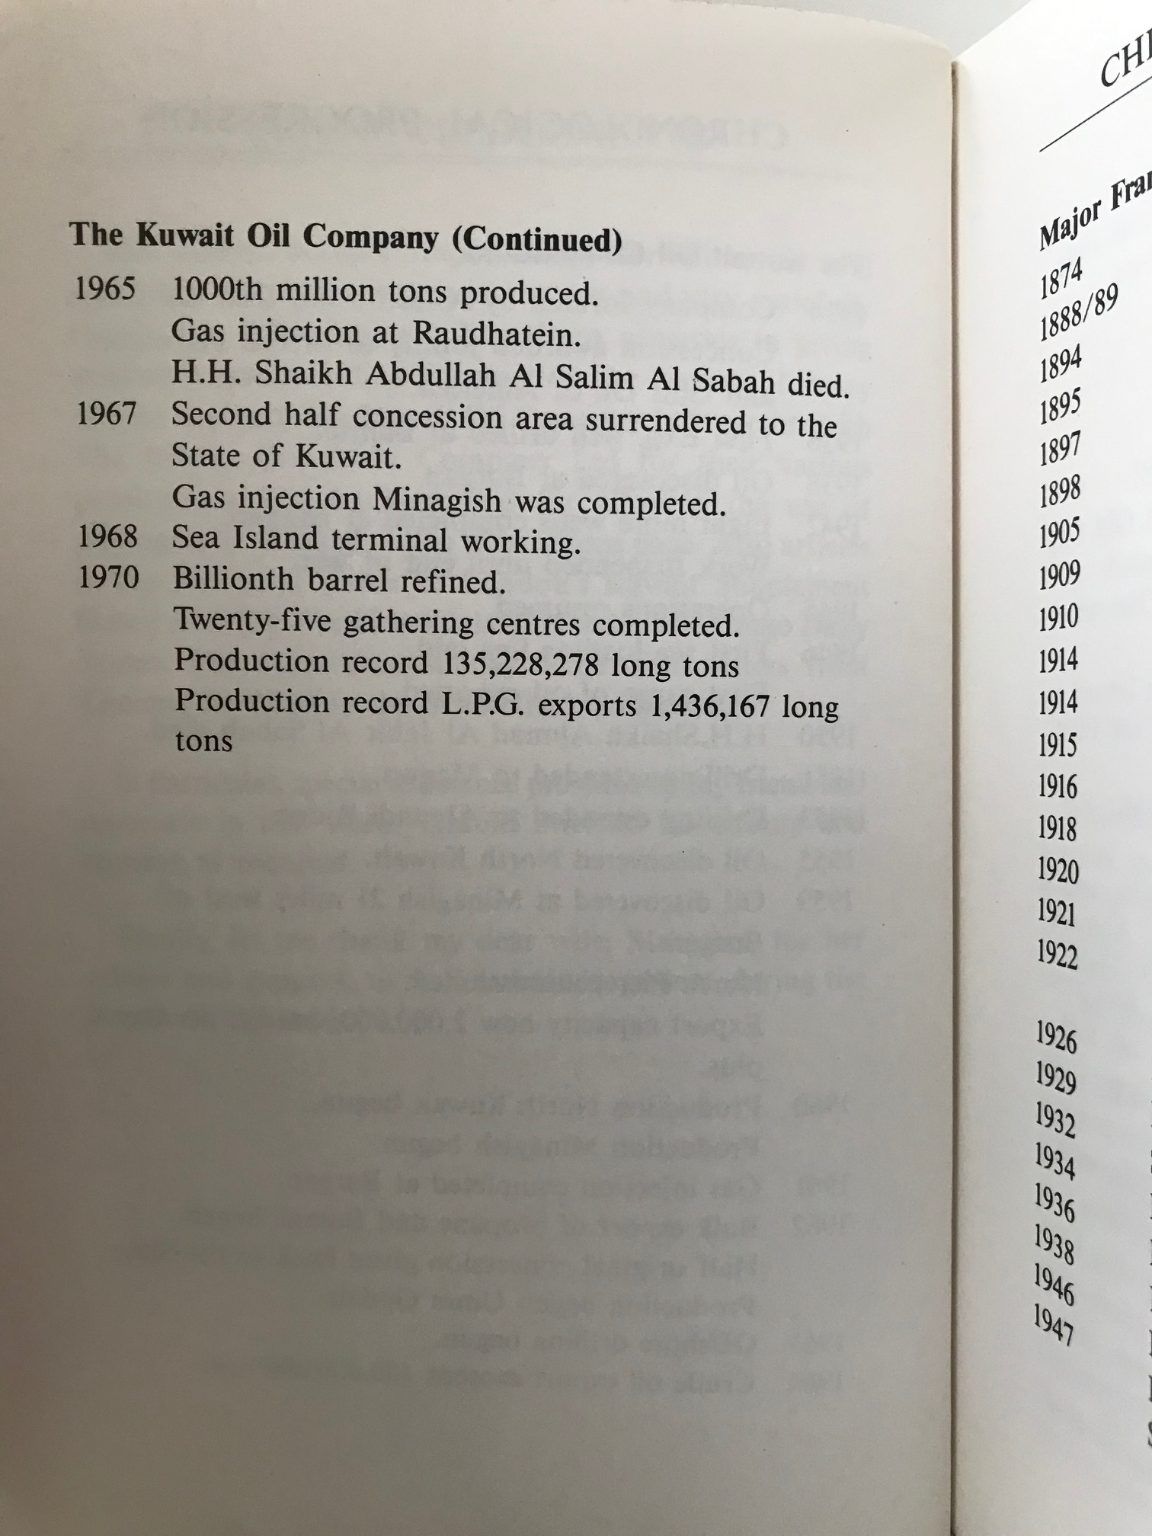 The Kuwait Oil Company (Continued)
1965 1000th million tons produced.
Gas injection at Raudhatein.
H.H. Shaikh Abdullah Al Salim Al Sabah died.
1967 Second half concession area surrendered to the
State of Kuwait.
Gas injection Minagish was completed.
1968 Sea Island terminal working.
1970 Billionth barrel refined.
Twenty-five gathering centres completed.
Production record 135,228,278 long tons
Production record L.P.G. exports 1,436,167 long
tons
Major
1874
1888/89
1894
1895
1897
1898
1905
1909
1910
1914
1914
1915
1916
1918
1920
1921
1922
1926
1929
1932
1934
1936
1938
1946
1947